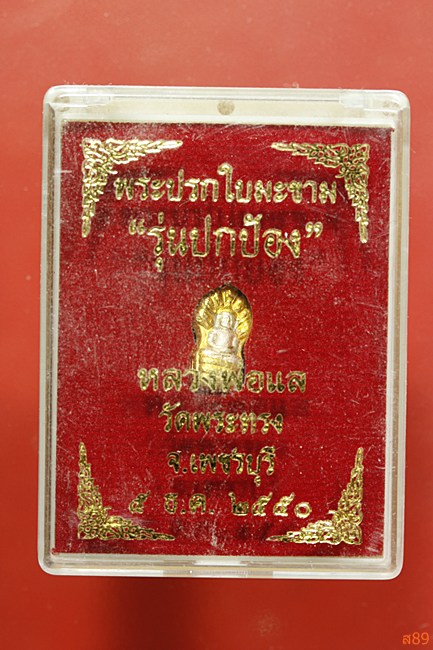 พระปรกใบมะขาม
"รุ่นปกป้อง"
หลวงพ่อแล
วัดพระทรง
จ.เพชรบุรี
๕ ธ.ค. ๒๕๕๐
ส89